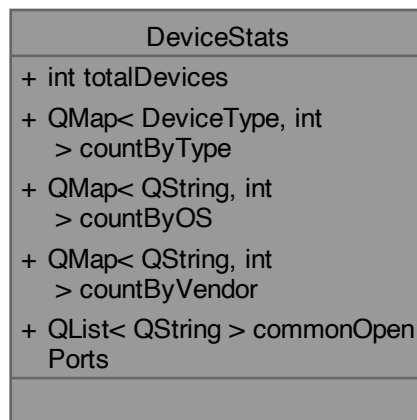 DeviceStats
+ int totalDevices
+ QMap< DeviceType, int
> countByType
+ QMap< QString, int
> countByOS
+ QMap< QString, int
> countByVendor
+ QList< QString > commonOpen
Ports